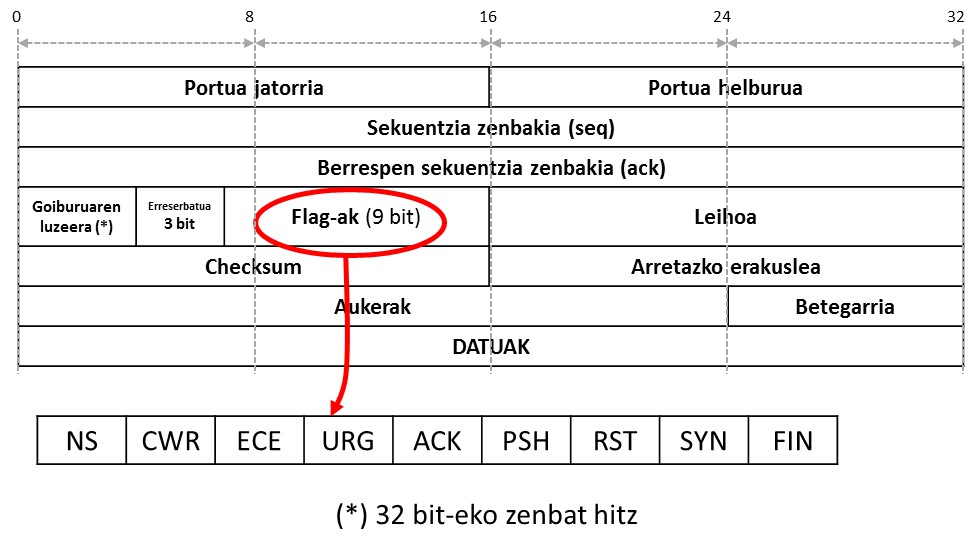 0 8 16 24 32
Portua jatorria Portua helburua
Sekuentzia zenbakia (seq)
Berrespen sekuentzia zenbakia (ack)
Goiburuaren
luzeera (*)
Erreserbatua
3 bit
Flag-ak (9 bit)
Leihoa
Checksum Arretazko erakuslea
Aukerak Betegarria
DATUAK
NS CWR ECE URG ACK PSH RST SYN FIN
(*) 32 bit-eko zenbat hitz